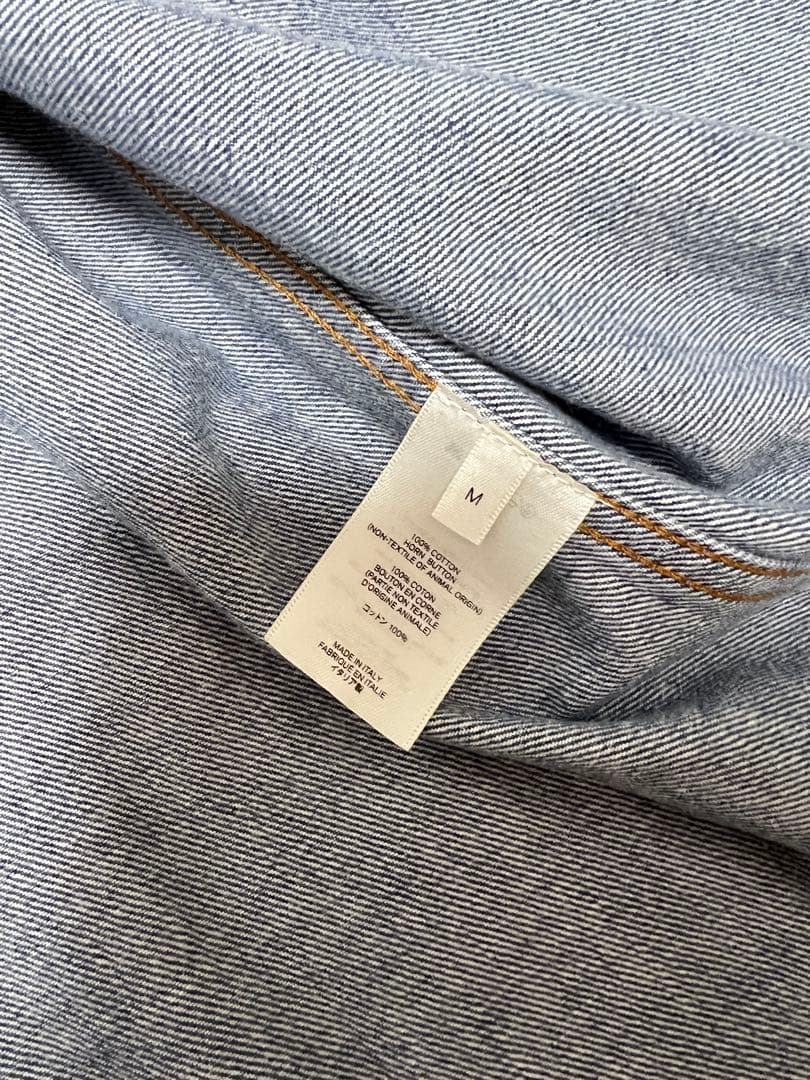 M
100% COTTON
HORN BUTTON
(NON-TEXTILE OF ANIMAL ORIGIN)
100% COTON
BOUTON EN CORNE
(PARTIE NON TEXTILE
D'ORIGINE ANIMALE)
コットン 100%
MADE IN ITALY
FABRIQUE EN ITALIE
イタリア製